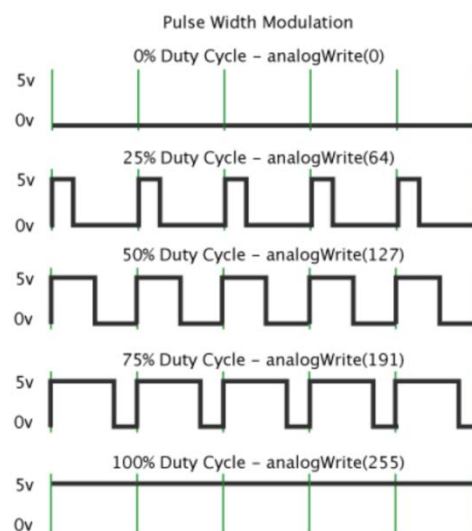 Pulse Width Modulation
0% Duty Cycle – analogWrite(0)
5v
0v
25% Duty Cycle – analogWrite(64)
5v
0v
50% Duty Cycle – analogWrite(127)
5v
0v
75% Duty Cycle – analogWrite(191)
5v
0v
100% Duty Cycle – analogWrite(255)
5v
0v